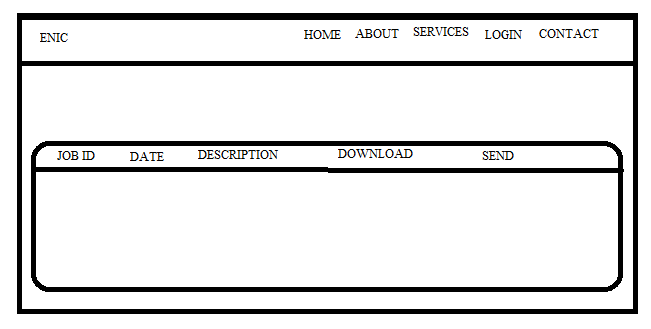 ENIC HOME ABOUT SERVICES LOGIN CONTACT
JOB ID DATE DESCRIPTION DOWNLOAD SEND